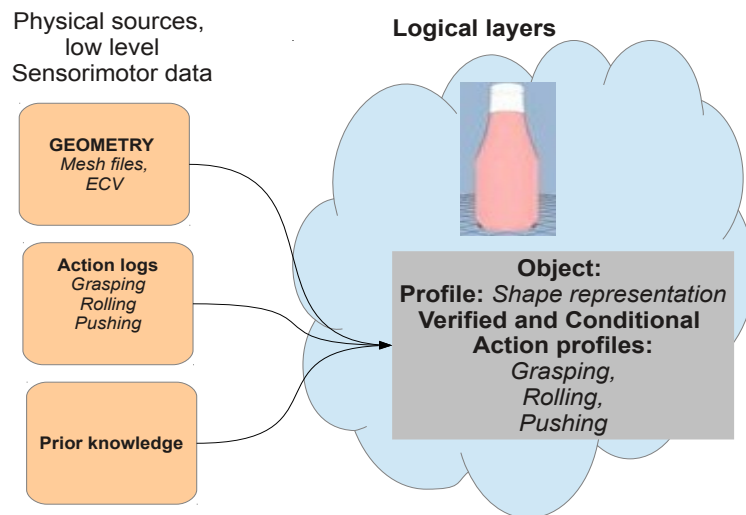 Physical sources,
low level
Sensorimotor data
GEOMETRY
Mesh files,
ECV
Action logs
Grasping
Rolling
Pushing
Prior knowledge
Logical layers
Object:
Profile: Shape representation
Verified and Conditional
Action profiles:
Grasping,
Rolling,
Pushing